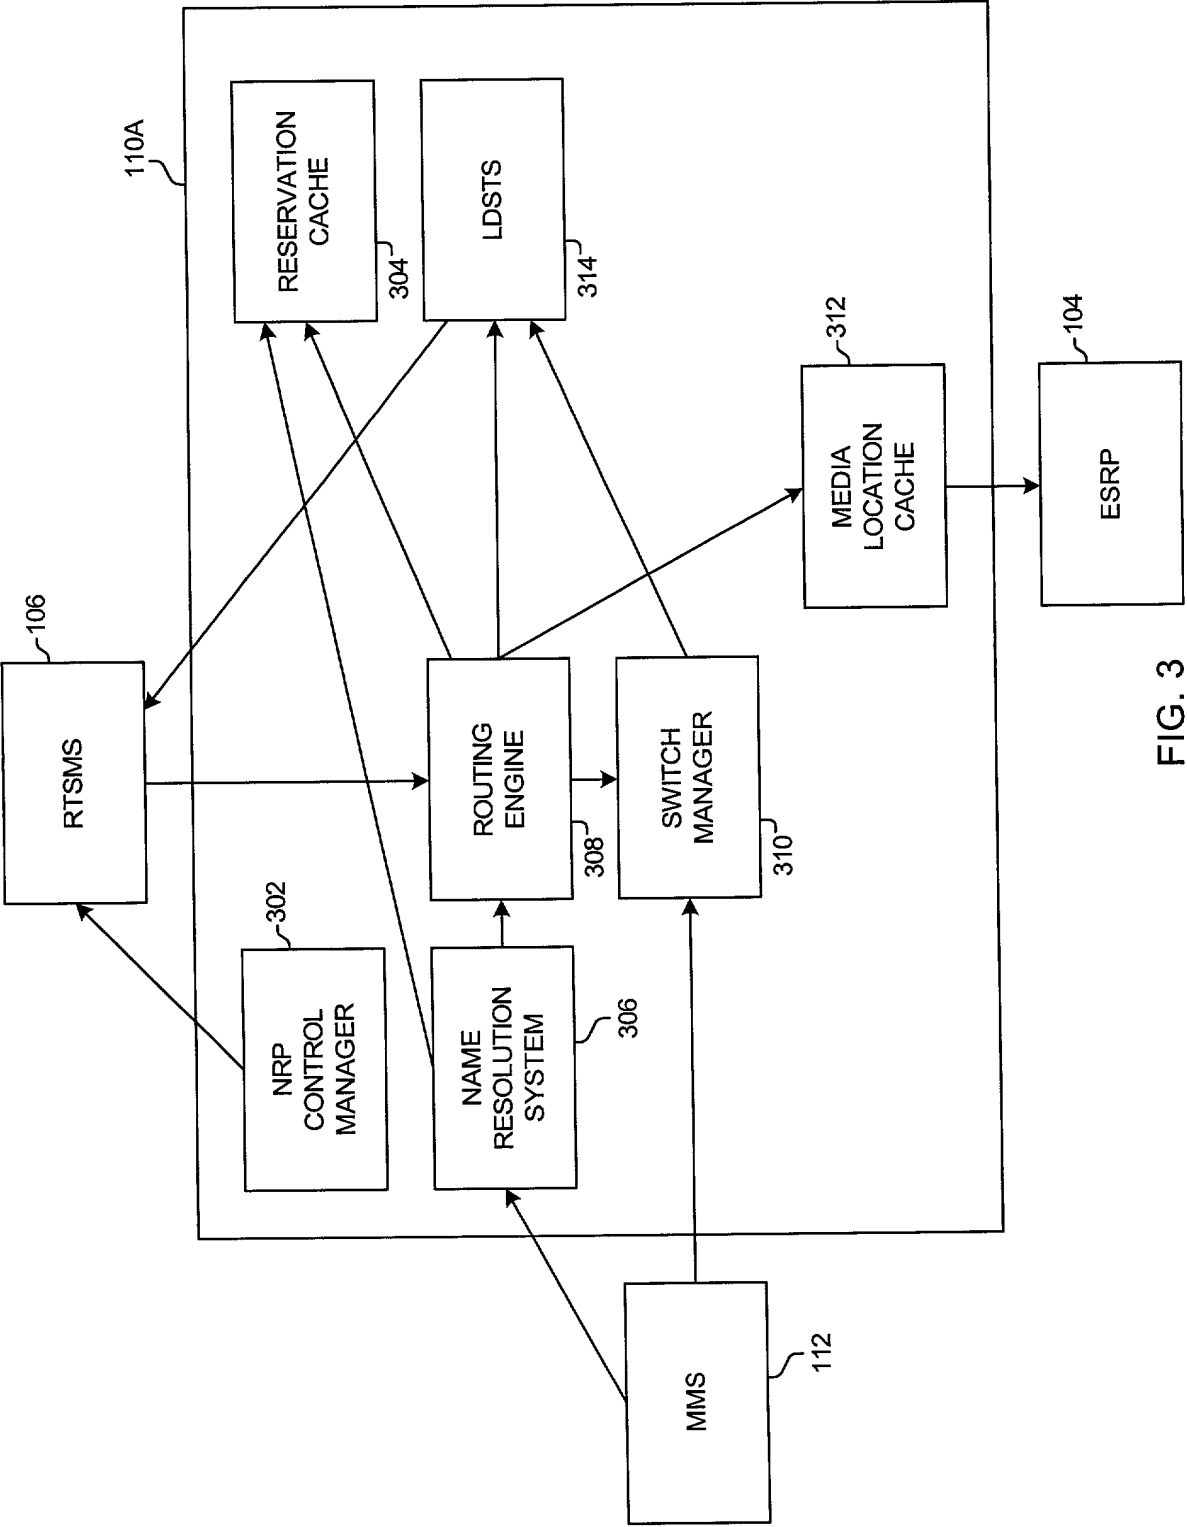 RTSMS
106
110A
NRP
CONTROL
MANAGER
302
RESERVATION
CACHE
304
MMS
112
NAME
RESOLUTION
SYSTEM
306
ROUTING
ENGINE
308
LDSTS
314
SWITCH
MANAGER
310
MEDIA
LOCATION
CACHE
312
ESRP
104
FIG. 3